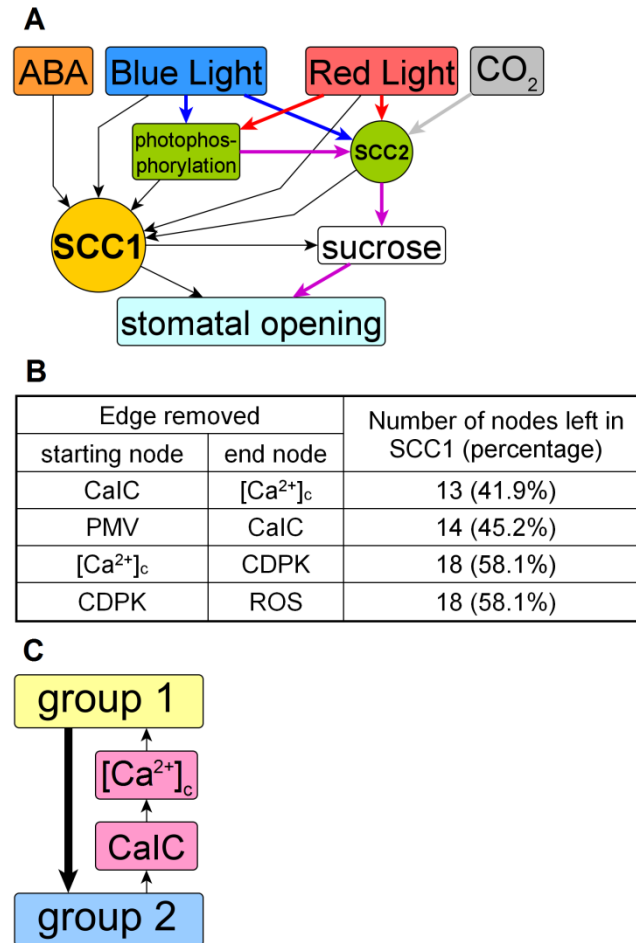 A
ABA
Blue Light
Red Light
CO₂
photophos-
phorylation
SCC2
SCC1
sucrose
stomatal opening
B
Edge removed
Number of nodes left in
SCC1 (percentage)
starting node
end node
CaIC
[Ca²⁺]c
13 (41.9%)
PMV
CaIC
14 (45.2%)
[Ca²⁺]c
CDPK
18 (58.1%)
CDPK
ROS
18 (58.1%)
C
group 1
[Ca²⁺]c
CaIC
group 2